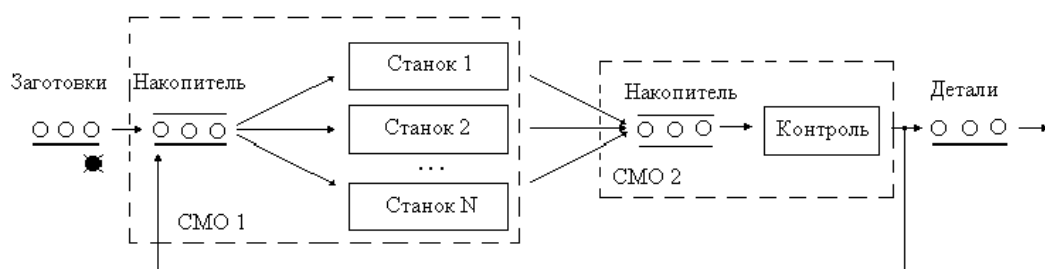 Заготовки
Накопитель
Станок 1
Станок 2
...
Станок N
СМО 1
Накопитель
Контроль
СМО 2
Детали